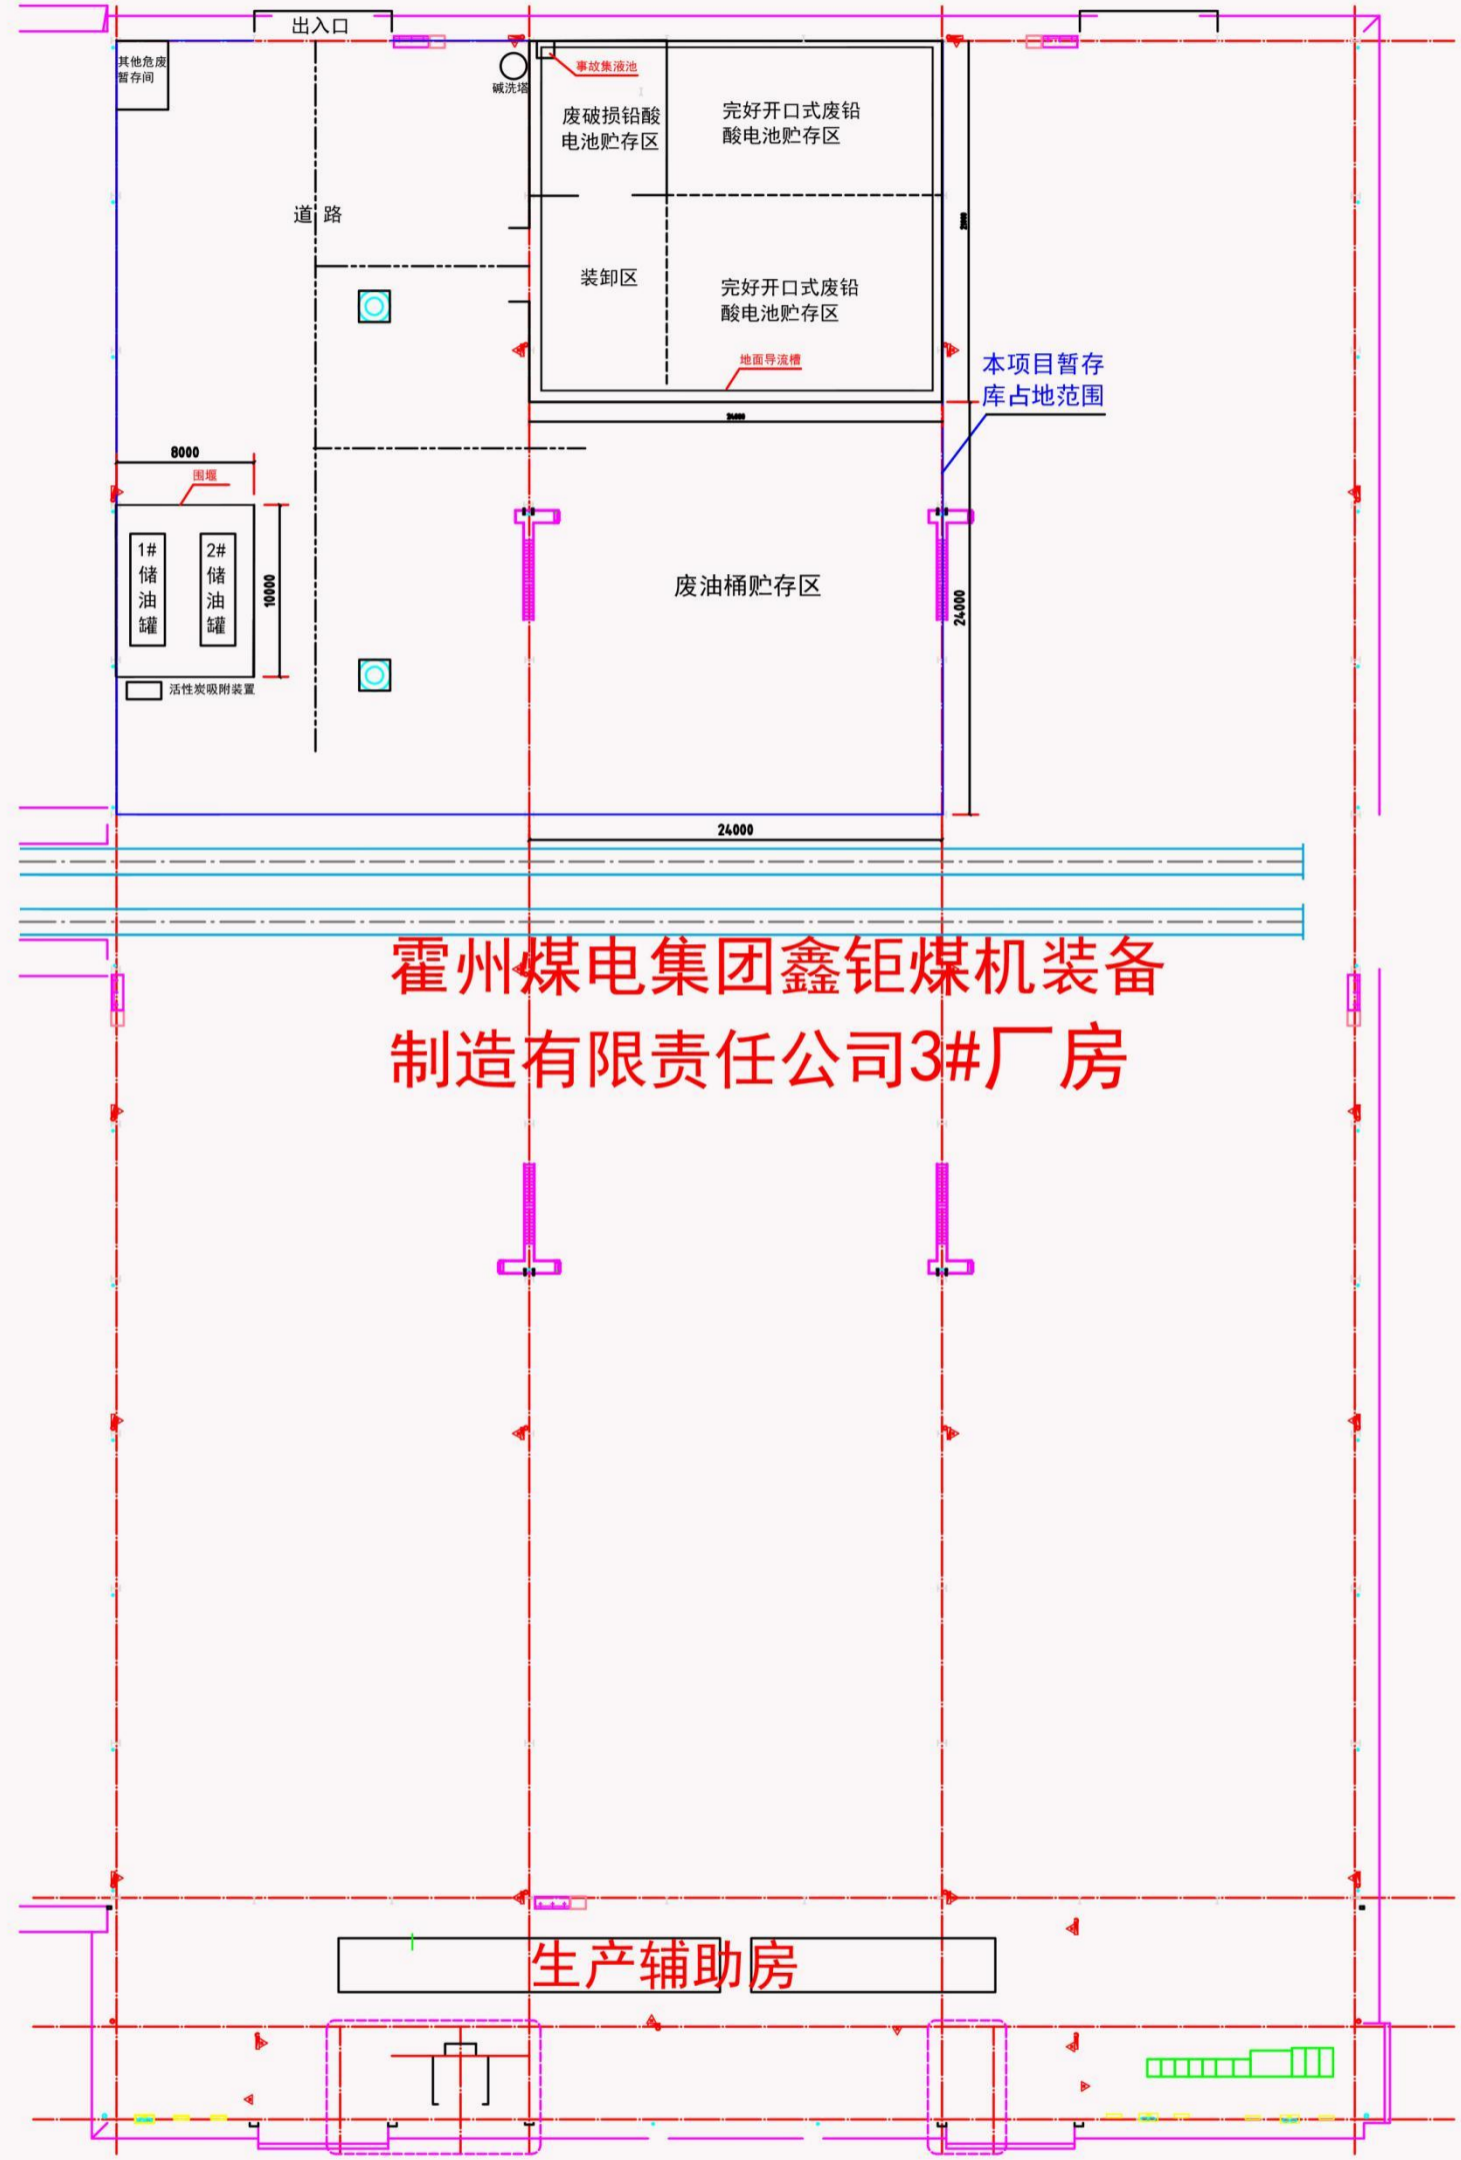 出入口
其他危废
暂存间
碱洗塔
事故集液池
废破损铅酸
电池贮存区
完好开口式废铅
酸电池贮存区
道路
21000
装卸区
完好开口式废铅
酸电池贮存区
地面导流槽
本项目暂存
库占地范围
24000
8000
围堰
1#
储
油
罐
2#
储
油
罐
10000
废油桶贮存区
24000
活性炭吸附装置
24000
霍州煤电集团鑫钜煤机装备
制造有限责任公司3#厂房
生产辅助房